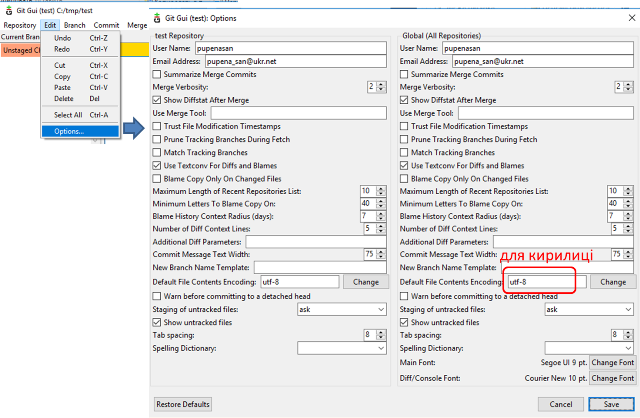 Git Gui (test) C:/tmp/test
Repository Edit Branch Commit Merge
Current Bran
Unstaged Cl
Undo Ctrl-Z
Redo Ctrl-Y
Cut Ctrl-X
Copy Ctrl-C
Paste Ctrl-V
Delete Del
Select All Ctrl-A
Options...
Git Gui (test): Options
test Repository
User Name: pupenasan
Email Address: pupena_san@ukr.net
Summarize Merge Commits
Merge Verbosity: 2
Show Diffstat After Merge
Use Merge Tool:
Trust File Modification Timestamps
Prune Tracking Branches During Fetch
Match Tracking Branches
Use Textconv For Diffs and Blames
Blame Copy Only On Changed Files
Maximum Length of Recent Repositories List: 10
Minimum Letters To Blame Copy On: 40
Blame History Context Radius (days): 7
Number of Diff Context Lines: 5
Additional Diff Parameters:
Commit Message Text Width: 75
New Branch Name Template:
Default File Contents Encoding: utf-8 Change
Warn before committing to a detached head
Staging of untracked files: ask
Show untracked files
Tab spacing: 8
Spelling Dictionary:
Restore Defaults
Global (All Repositories)
User Name: pupenasan
Email Address: pupena_san@ukr.net
Summarize Merge Commits
Merge Verbosity: 2
Show Diffstat After Merge
Use Merge Tool:
Trust File Modification Timestamps
Prune Tracking Branches During Fetch
Match Tracking Branches
Use Textconv For Diffs and Blames
Blame Copy Only On Changed Files
Maximum Length of Recent Repositories List: 10
Minimum Letters To Blame Copy On: 40
Blame History Context Radius (days): 7
Number of Diff Context Lines: 5
Additional Diff Parameters:
Commit Message Text Width: 75
для кирилиці
New Branch Name Template:
Default File Contents Encoding: utf-8 Change
Warn before committing to a detached head
Staging of untracked files: ask
Show untracked files
Tab spacing: 8
Spelling Dictionary:
Main Font: Segoe UI 9 pt. Change Font
Diff/Console Font: Courier New 10 pt. Change Font
Cancel Save